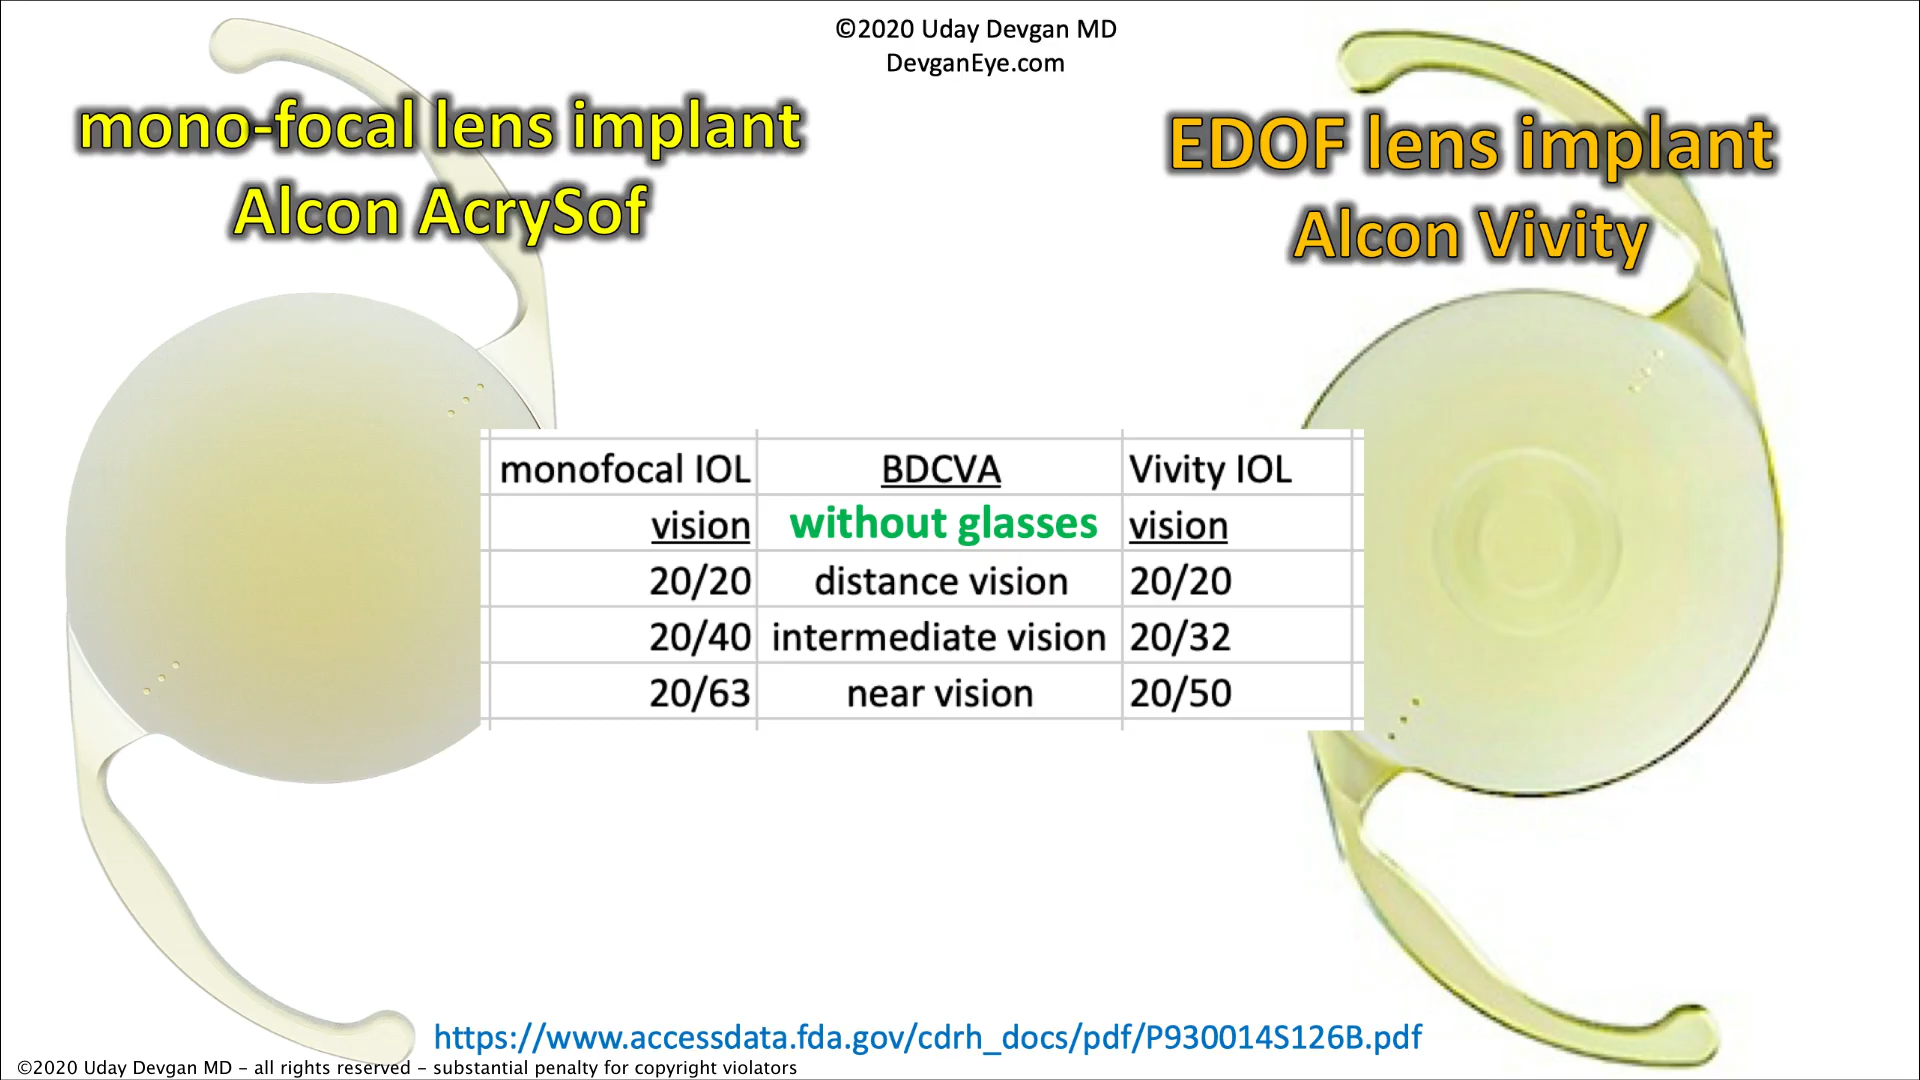 ©2020 Uday Devgan MD
DevganEye.com
mono-focal lens implant
Alcon AcrySof
EDOF lens implant
Alcon Vivity
monofocal IOL BDCVA Vivity IOL
vision without glasses vision
20/20 distance vision 20/20
20/40 intermediate vision 20/32
20/63 near vision 20/50
https://www.accessdata.fda.gov/cdrh_docs/pdf/P930014S126B.pdf
©2020 Uday Devgan MD – all rights reserved – substantial penalty for copyright violators